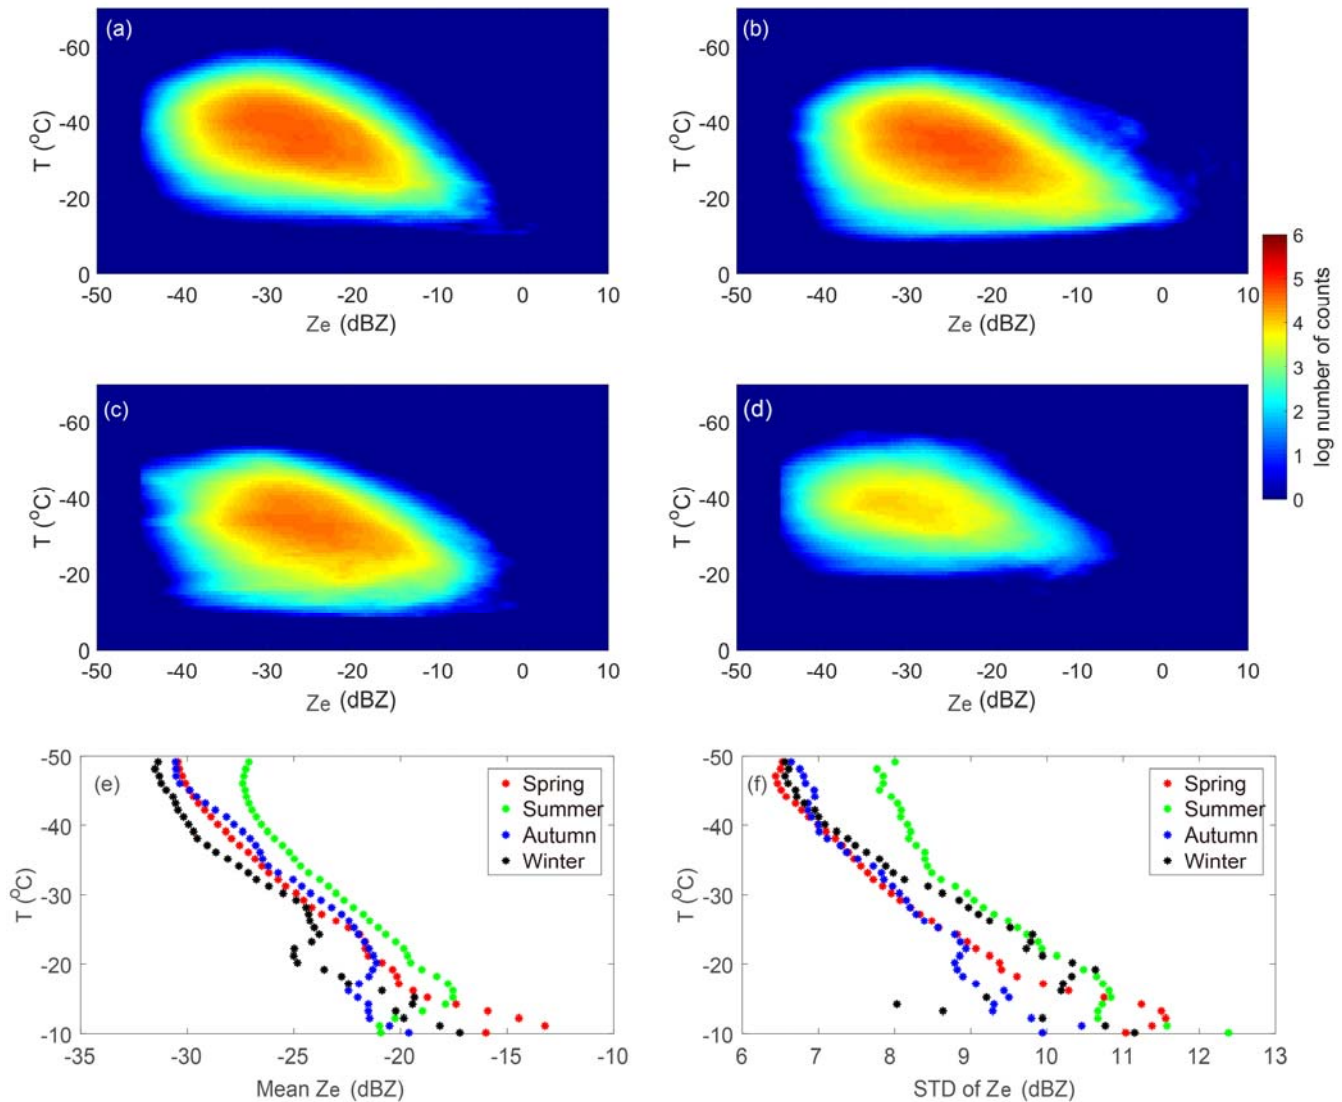 (a)
-60
-40
-20
0
T (°C)
-50 -40 -30 -20 -10 0 10
Ze (dBZ)
(b)
-60
-40
-20
0
T (°C)
-50 -40 -30 -20 -10 0 10
Ze (dBZ)
6
5
4
3
2
1
0
log number of counts
(c)
-60
-40
-20
0
T (°C)
-50 -40 -30 -20 -10 0 10
Ze (dBZ)
(d)
-60
-40
-20
0
T (°C)
-50 -40 -30 -20 -10 0 10
Ze (dBZ)
(e)
-50
-40
-30
-20
-10
T (°C)
Spring
Summer
Autumn
Winter
-35 -30 -25 -20 -15 -10
Mean Ze (dBZ)
(f)
-50
-40
-30
-20
-10
T (°C)
Spring
Summer
Autumn
Winter
6 7 8 9 10 11 12 13
STD of Ze (dBZ)